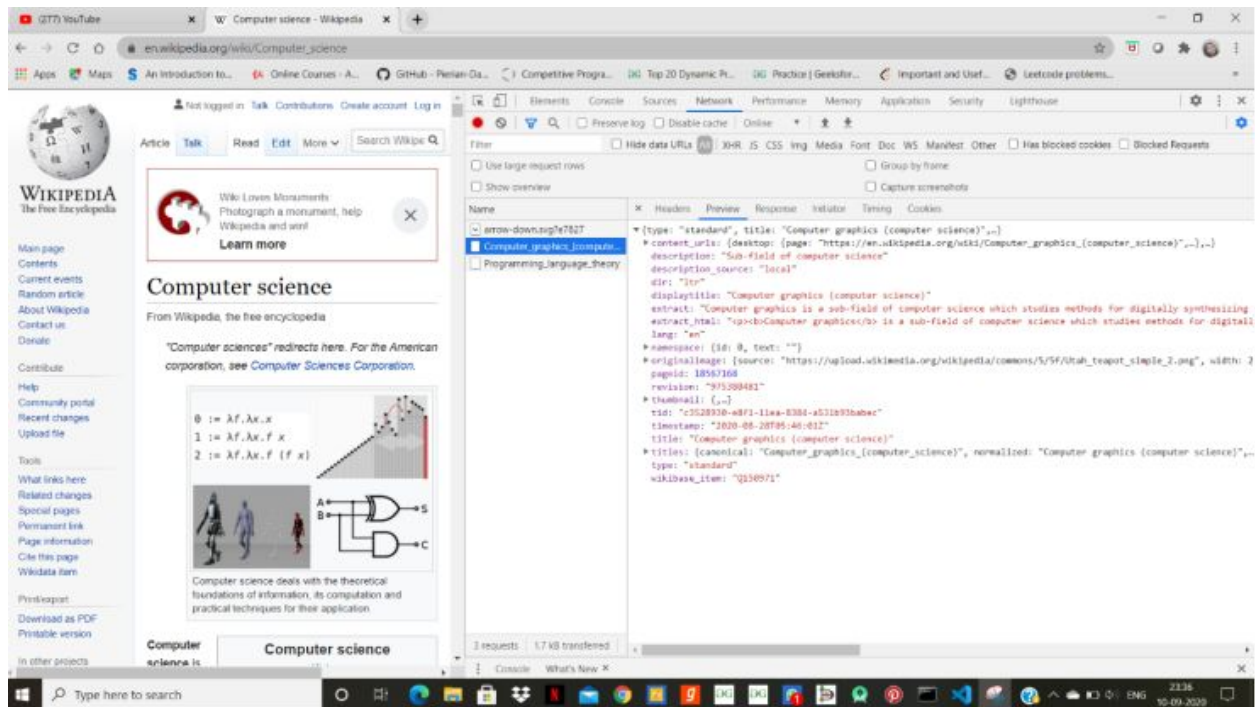 (277) YouTube
Computer science - Wikipedia
en.wikipedia.org/wiki/Computer_science
Apps Maps An Introduction to... Online Courses - A... GitHub - Pierian-Da... Competitive Progra... Top 20 Dynamic Pr... Practice | Geeksfor... Important and Usef... Leetcode problems...
Not logged in Talk Contributions Create account Log in
Article Talk Read Edit More Search Wikipe
WIKIPEDIA
The Free Encyclopedia
Main page
Contents
Current events
Random article
About Wikipedia
Contact us
Donate
Contribute
Help
Community portal
Recent changes
Upload file
Tools
What links here
Related changes
Special pages
Permanent link
Page information
Cite this page
Wikidata item
Print/export
Download as PDF
Printable version
In other projects
Wiki Loves Monuments:
Photograph a monument, help
Wikipedia and win!
Learn more
Computer science
From Wikipedia, the free encyclopedia
"Computer sciences" redirects here. For the American
corporation, see Computer Sciences Corporation.
0 := λf.λx.x
1 := λf.λx.f x
2 := λf.λx.f (f x)
A
B
S
C
Computer science deals with the theoretical
foundations of information, its computation and
practical techniques for their application
Computer
science is
Computer science
Elements Console Sources Network Performance Memory Application Security Lighthouse
Preserve log Disable cache Online
Filter Hide data URLs All XHR JS CSS Img Media Font Doc WS Manifest Other Has blocked cookies Blocked Requests
Use large request rows Group by frame
Show overview Capture screenshots
Name
arrow-down.svg?e7827
Computer_graphics_(compute...
Programming_language_theory
Headers Preview Response Initiator Timing Cookies
{type: "standard", title: "Computer graphics (computer science)",…}
content_urls: {desktop: {page: "https://en.wikipedia.org/wiki/Computer_graphics_(computer_science)",…},…}
description: "Sub-field of computer science"
description_source: "local"
dir: "ltr"
displaytitle: "Computer graphics (computer science)"
extract: "Computer graphics is a sub-field of computer science which studies methods for digitally synthesizing
extract_html: "<p><b>Computer graphics</b> is a sub-field of computer science which studies methods for digitall
lang: "en"
namespace: {id: 0, text: ""}
originalimage: {source: "https://upload.wikimedia.org/wikipedia/commons/5/5f/Utah_teapot_simple_2.png", width: 2
pageid: 18567168
revision: "975380481"
thumbnail: {,…}
timestamp: "2020-08-28T05:46:01Z"
title: "Computer graphics (computer science)"
titles: {canonical: "Computer_graphics_(computer_science)", normalized: "Computer graphics (computer science)",…
type: "standard"
wikibase_item: "Q150971"
requests 1.7 kB transferred
Console What's New
Type here to search
ENG
23:36
10-09-2020